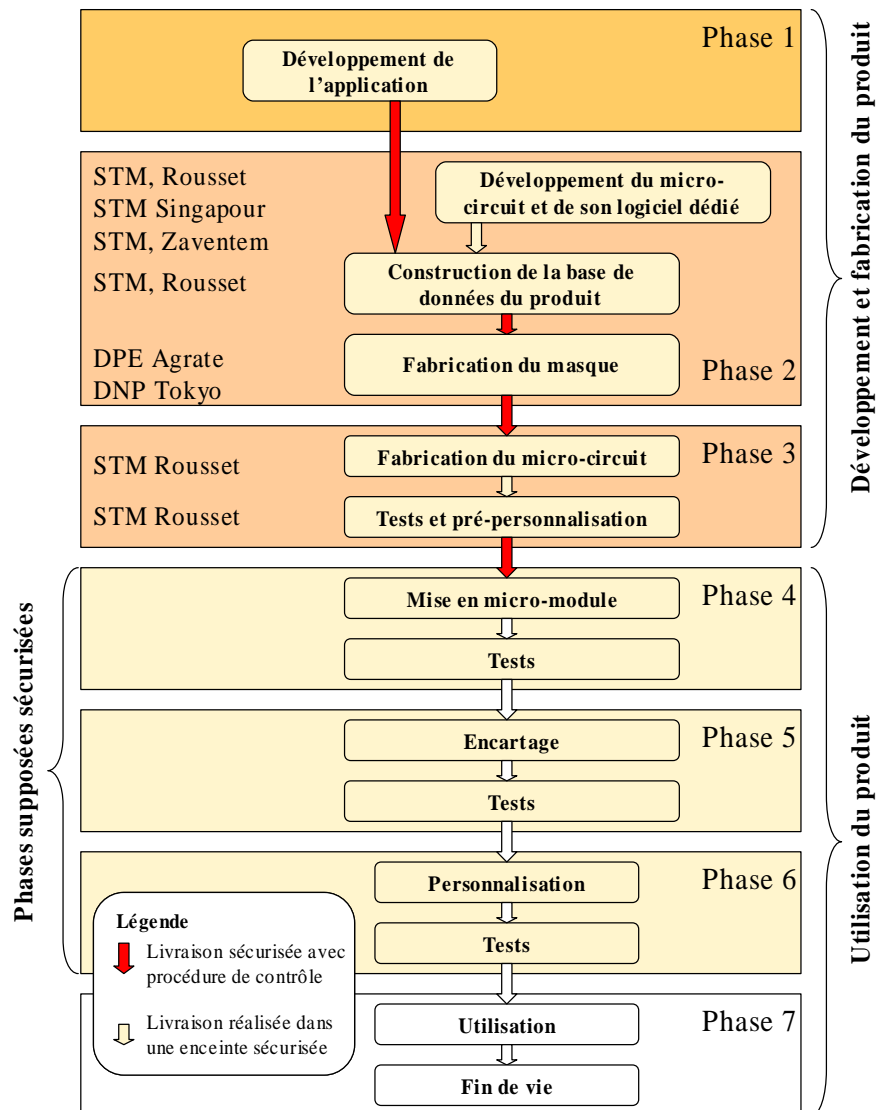 Phase 1
Développement de
l’application
Développement et fabrication du produit
STM, Rousset
STM Singapour
STM, Zaventem
STM, Rousset
DPE Agrate
DNP Tokyo
Développement du micro-
circuit et de son logiciel dédié
Construction de la base de
données du produit
Fabrication du masque
Phase 2
STM Rousset
STM Rousset
Fabrication du micro-circuit
Tests et pré-personnalisation
Phase 3
Phases supposées sécurisées
Mise en micro-module
Tests
Phase 4
Encartage
Tests
Phase 5
Utilisation du produit
Personnalisation
Tests
Phase 6
Légende
Livraison sécurisée avec
procédure de contrôle
Livraison réalisée dans
une enceinte sécurisée
Utilisation
Fin de vie
Phase 7